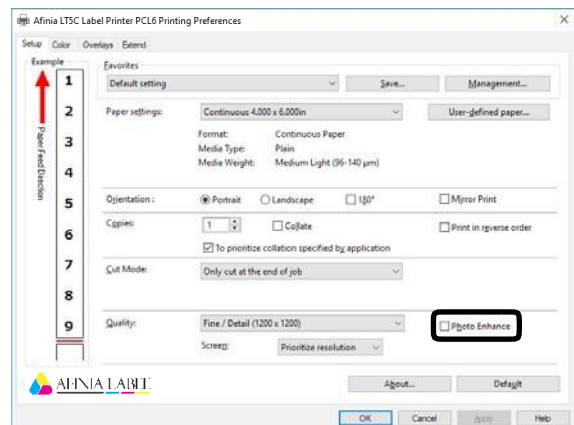 Afinia LT5C Label Printer PCL6 Printing Preferences
Setup Color Overlays Extend
Example
Paper Feed Direction
1
2
3
4
5
6
7
8
9
Favorites
Default setting Save... Management...
Paper settings: Continuous 4.000 x 6.000in User-defined paper...
Format: Continuous Paper
Media Type: Plain
Media Weight: Medium Light (96-140 µm)
Orientation : Portrait Landscape 180° Mirror Print
Copies: 1 Collate Print in reverse order
To prioritize collation specified by application
Cut Mode: Only cut at the end of job
Quality: Fine / Detail (1200 x 1200) Photo Enhance
Screen: Prioritize resolution
AFINIA LABEL
About... Default
OK Cancel Apply Help